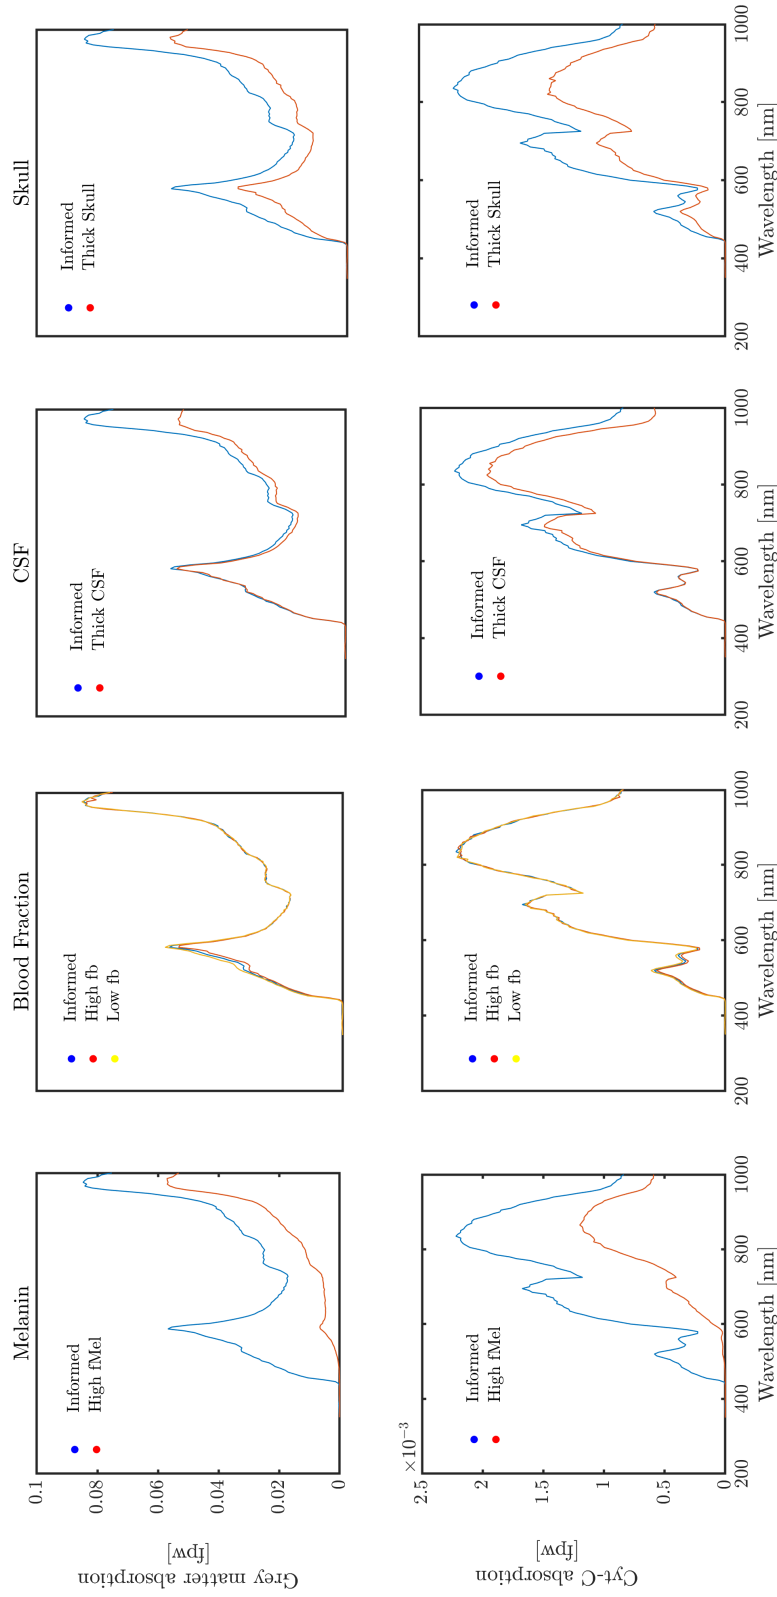 Melanin
Blood Fraction
CSF
Skull
Grey matter absorption
[fpw]
0.1
0.08
0.06
0.04
0.02
0
Informed
High fMel
Informed
High fb
Low fb
Informed
Thick CSF
Informed
Thick Skull
Cyt-C absorption
[fpw]
×10⁻³
2.5
2
1.5
1
0.5
0
Informed
High fMel
Informed
High fb
Low fb
Informed
Thick CSF
Informed
Thick Skull
200 400 600 800 1000
200 400 600 800 1000
200 400 600 800 1000
200 400 600 800 1000
Wavelength [nm]
Wavelength [nm]
Wavelength [nm]
Wavelength [nm]